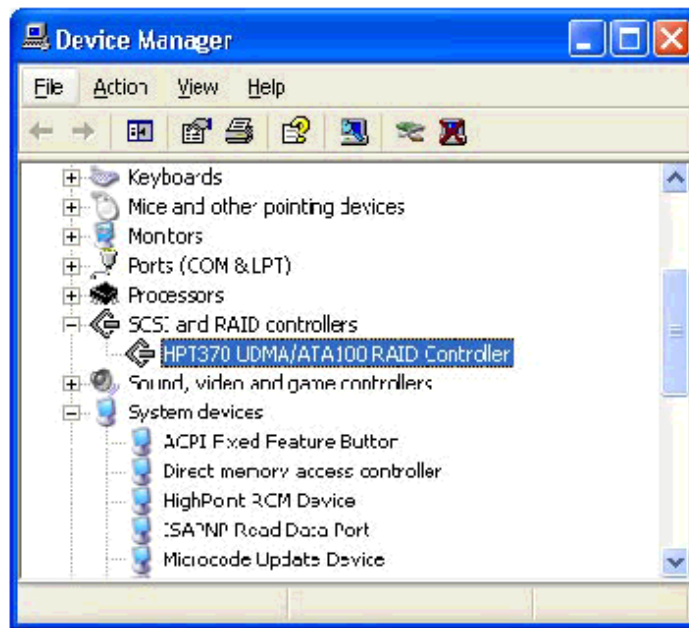 Device Manager
File Action View Help
Keyboards
Mice and other pointing devices
Monitors
Ports (COM & LPT)
Processors
SCSI and RAID controllers
HPT370 UDMA/ATA100 RAID Controller
Sound, video and game controllers
System devices
ACPI Fixed Feature Button
Direct memory access controller
HighPoint RCM Device
ISAPNP Read Data Port
Microcode Update Device